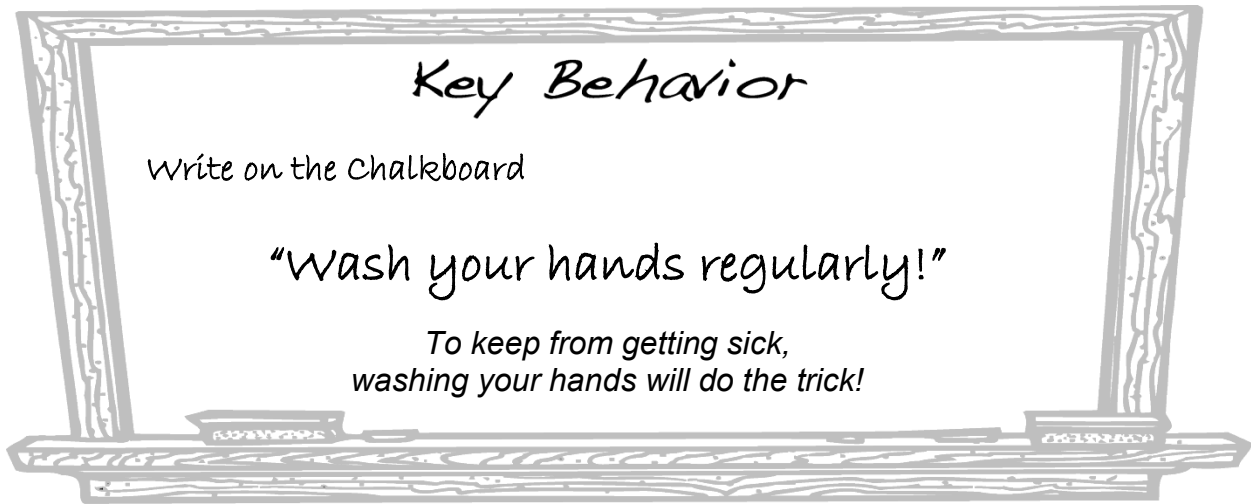 Key Behavior
Write on the Chalkboard
“Wash your hands regularly!”
To keep from getting sick,
washing your hands will do the trick!